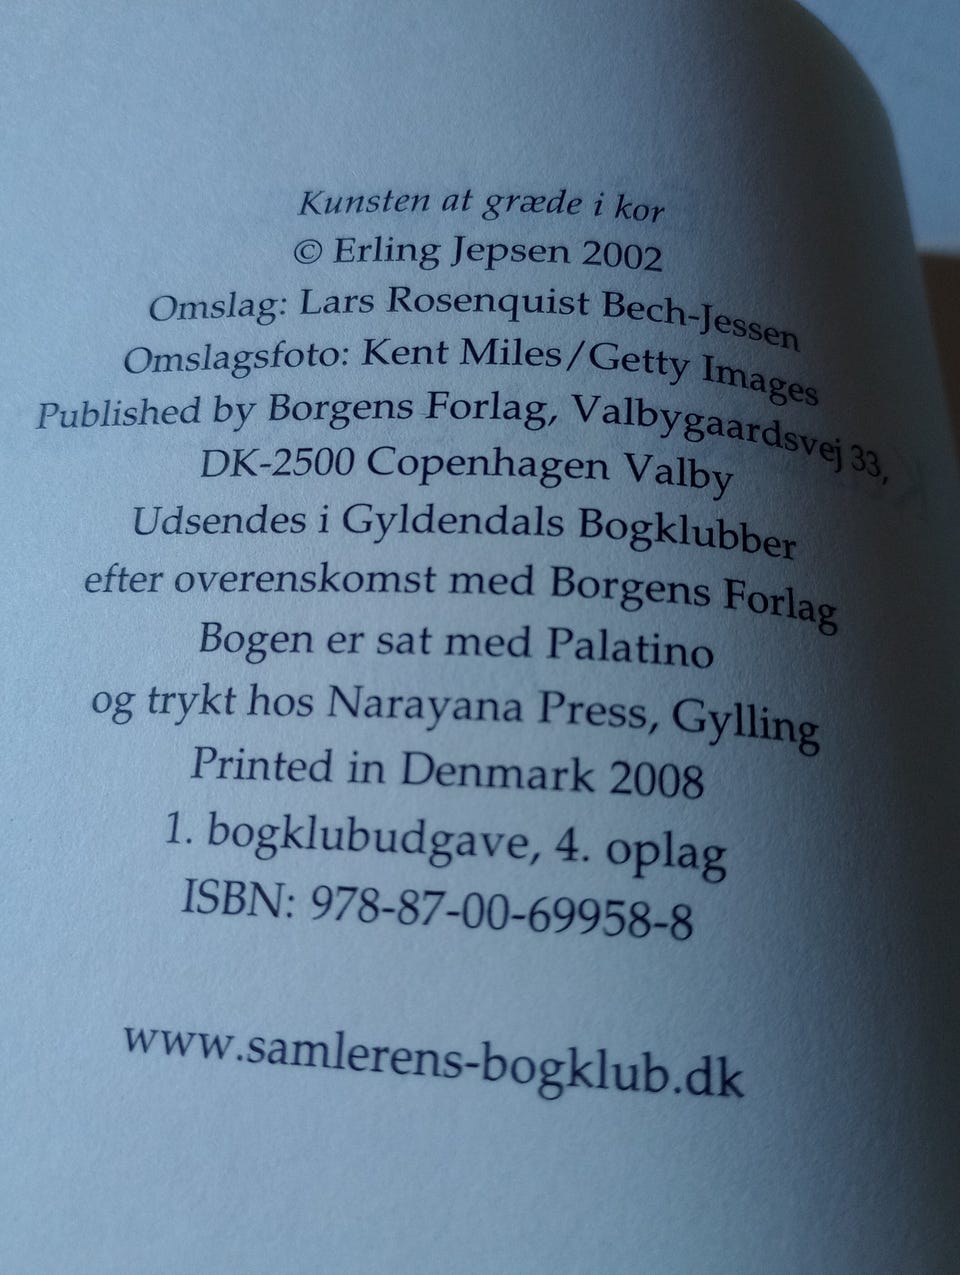 Kunsten at græde i kor
© Erling Jepsen 2002
Omslag: Lars Rosenquist Bech-Jessen
Omslagsfoto: Kent Miles/Getty Images
Published by Borgens Forlag, Valbygaardsvej 33,
DK-2500 Copenhagen Valby
Udsendes i Gyldendals Bogklubber
efter overenskomst med Borgens Forlag
Bogen er sat med Palatino
og trykt hos Narayana Press, Gylling
Printed in Denmark 2008
1. bogklubudgave, 4. oplag
ISBN: 978-87-00-69958-8
www.samlerens-bogklub.dk